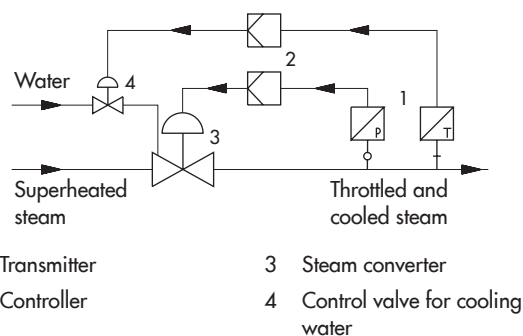 2
Water
4
1
3
P
T
Superheated
steam
Throttled and
cooled steam
Transmitter
3 Steam converter
Controller
4 Control valve for cooling
water